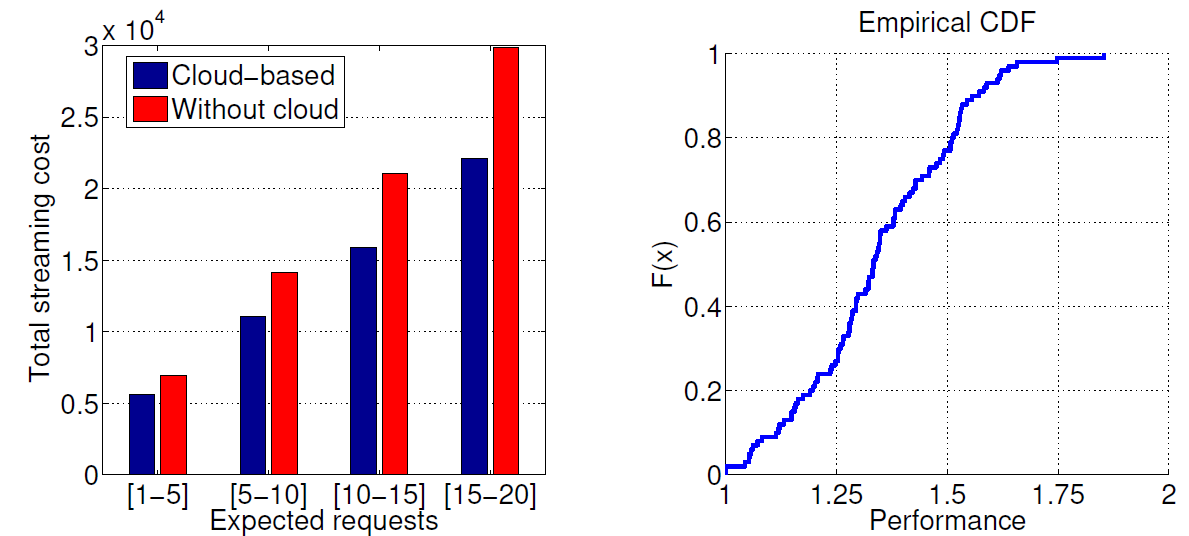 x 10^4
3
2.5
2
1.5
1
0.5
0
Total streaming cost
Cloud−based
Without cloud
[1−5] [5−10] [10−15] [15−20]
Expected requests
Empirical CDF
1
0.8
0.6
0.4
0.2
0
F(x)
1 1.25 1.5 1.75 2
Performance